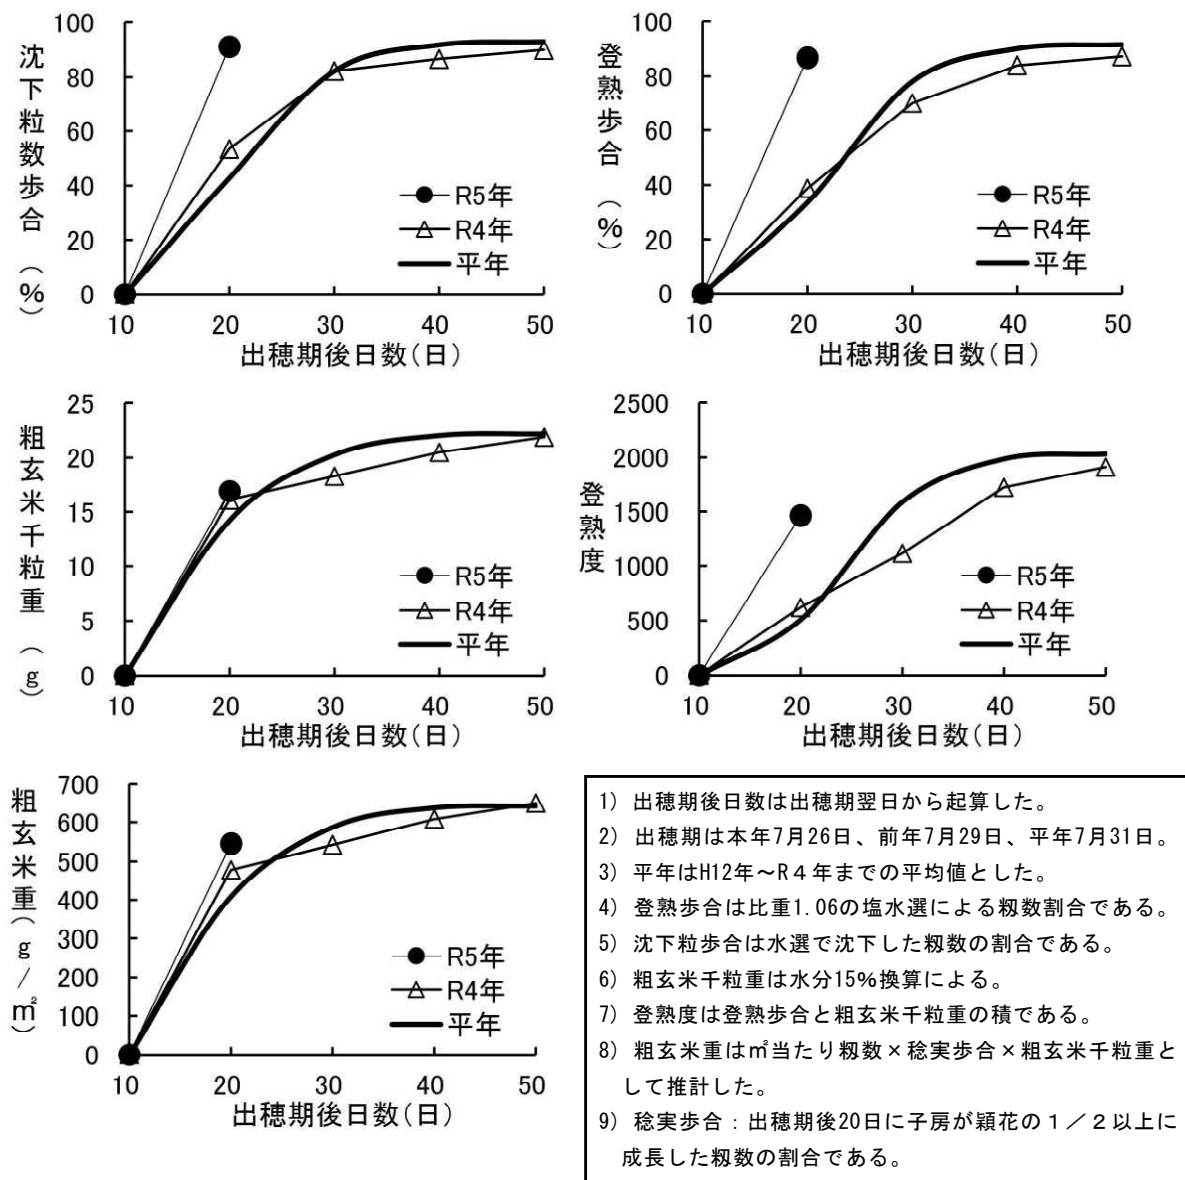 沈下粒数歩合（％）
100
80
60
40
20
0
R5年
R4年
平年
10 20 30 40 50
出穂期後日数(日)
登熟歩合（％）
100
80
60
40
20
0
R5年
R4年
平年
10 20 30 40 50
出穂期後日数(日)
粗玄米千粒重（g）
25
20
15
10
5
0
R5年
R4年
平年
10 20 30 40 50
出穂期後日数(日)
登熟度
2500
2000
1500
1000
500
0
R5年
R4年
平年
10 20 30 40 50
出穂期後日数(日)
粗玄米重（g/㎡）
700
600
500
400
300
200
100
0
R5年
R4年
平年
10 20 30 40 50
出穂期後日数(日)
1) 出穂期後日数は出穂期翌日から起算した。
2) 出穂期は本年7月26日、前年7月29日、平年7月31日。
3) 平年はH12年～R４年までの平均値とした。
4) 登熟歩合は比重1.06の塩水選による籾数割合である。
5) 沈下粒歩合は水選で沈下した籾数の割合である。
6) 粗玄米千粒重は水分15%換算による。
7) 登熟度は登熟歩合と粗玄米千粒重の積である。
8) 粗玄米重は㎡当たり籾数×稔実歩合×粗玄米千粒重と
して推計した。
9) 稔実歩合：出穂期後20日に子房が穎花の１／２以上に
成長した籾数の割合である。